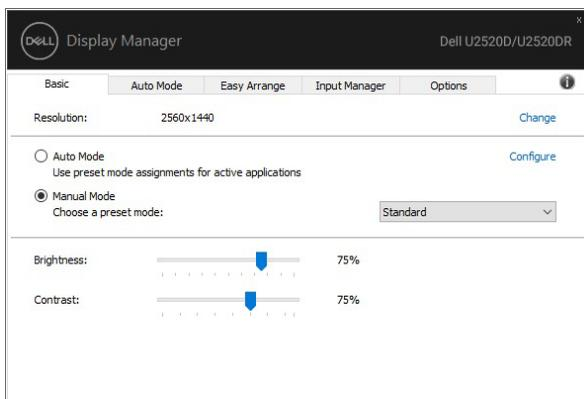 DELL Display Manager Dell U2520D/U2520DR
Basic Auto Mode Easy Arrange Input Manager Options
Resolution: 2560x1440 Change
Auto Mode Configure
Use preset mode assignments for active applications
Manual Mode
Choose a preset mode: Standard
Brightness: 75%
Contrast: 75%